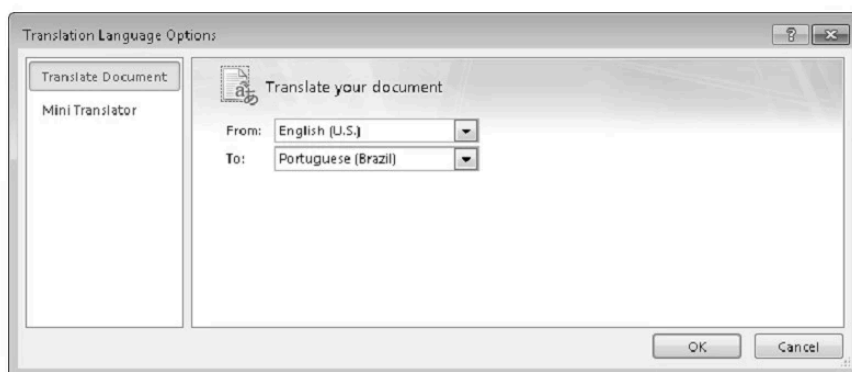 Translation Language Options
Translate Document
Mini Translator
Translate your document
From: English (U.S.)
To: Portuguese (Brazil)
OK Cancel